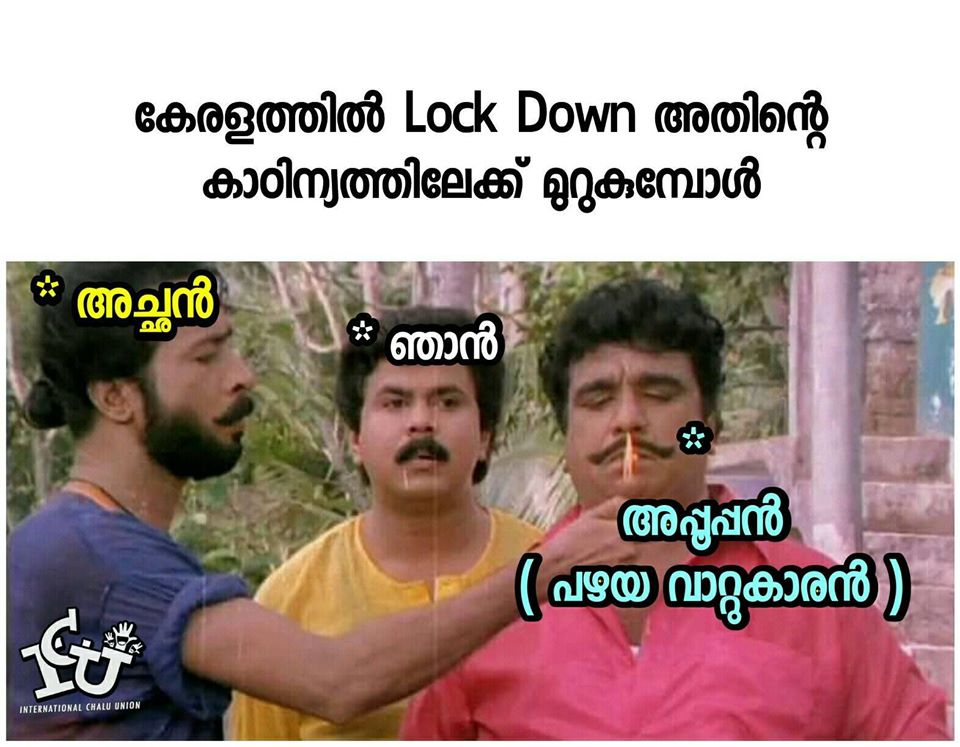 കേരളത്തിൽ Lock Down അതിന്റെ
കാഠിന്യത്തിലേക്ക് മുറുകുമ്പോൾ
* അച്ഛൻ
* ഞാൻ
*
അപ്പൂപ്പൻ
( പഴയ വാറ്റുകാരൻ )
ICU
INTERNATIONAL CHALU UNION